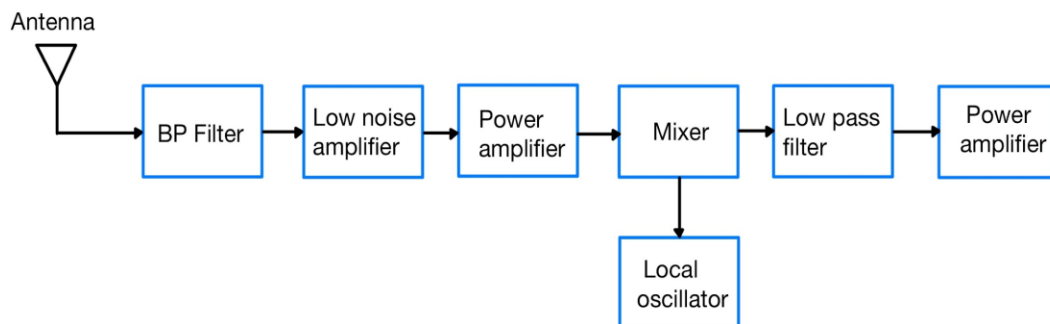 Antenna
BP Filter
Low noise
amplifier
Power
amplifier
Mixer
Low pass
filter
Power
amplifier
Local
oscillator